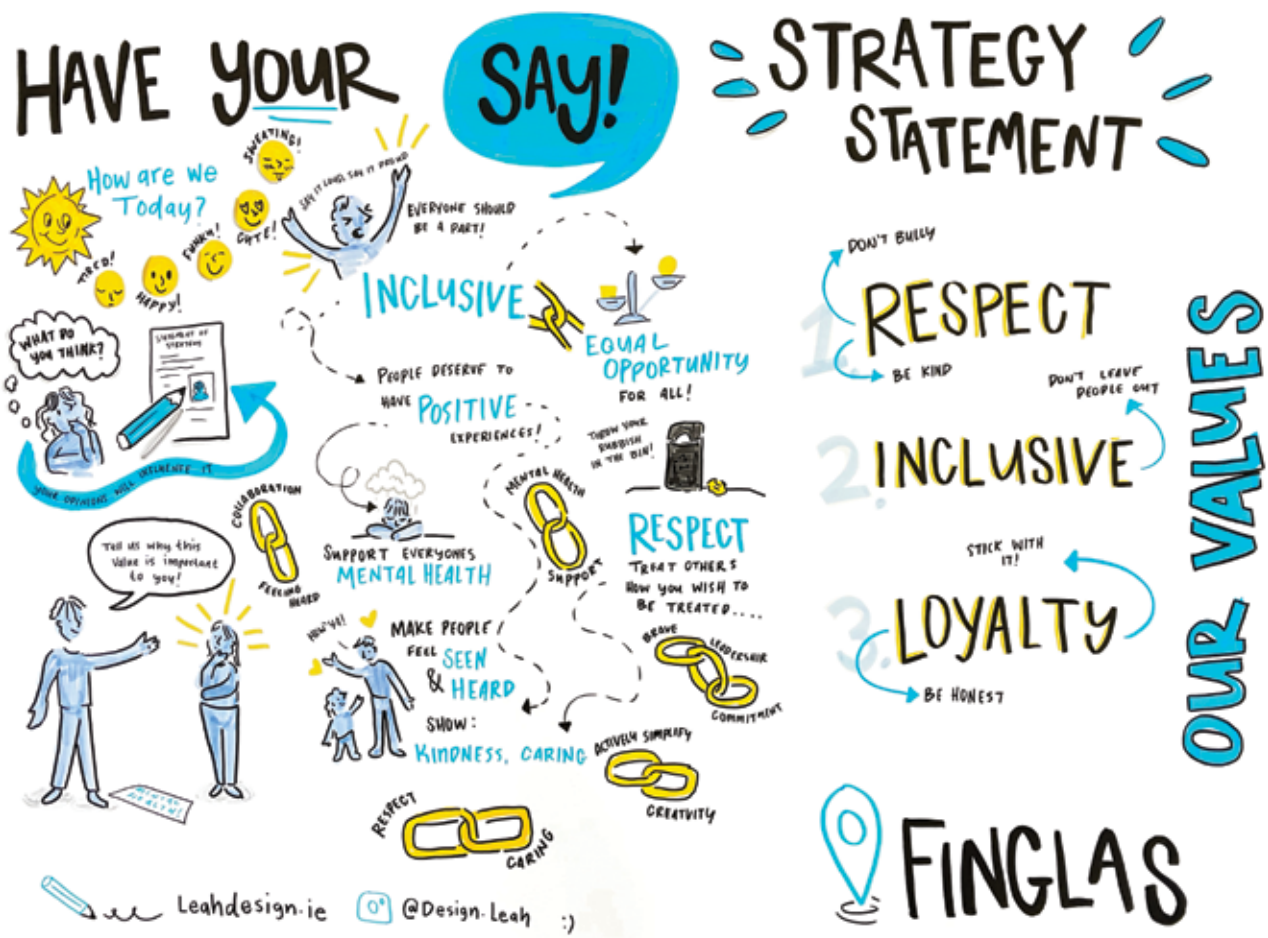 HAVE YOUR
SAY!
STRATEGY
STATEMENT
How are we
Today?
TIRED!
HAPPY!
FUNKY!
CUTE!
SWEATING!
SAY IT LOUD, SAY IT PROUD
EVERYONE SHOULD
BE A PART!
INCLUSIVE
EQUAL
OPPORTUNITY
FOR ALL!
WHAT DO
YOU THINK?
STATEMENT OF
STRATEGY
YOUR OPINIONS WILL INFLUENCE IT
PEOPLE DESERVE TO
HAVE POSITIVE
EXPERIENCES!
THROW YOUR
RUBBISH
IN THE BIN!
COLLABORATION
FEELING
HEARD
SUPPORT EVERYONES
MENTAL HEALTH
MENTAL HEALTH
SUPPORT
RESPECT
TREAT OTHERS
HOW YOU WISH TO
BE TREATED....
Tell us why this
Value is important
to you!
MENTAL
HEALTH!
HOW'YA!
MAKE PEOPLE
FEEL SEEN
& HEARD
SHOW:
KINDNESS, CARING
BRAVE
LEADERSHIP
COMMITMENT
ACTIVELY SIMPLIFY
CREATIVITY
RESPECT
CARING
Leahdesign.ie
@Design.Leah :)
DON'T BULLY
1. RESPECT
BE KIND
DON'T LEAVE
PEOPLE OUT
2. INCLUSIVE
STICK WITH
IT!
3. LOYALTY
BE HONEST
OUR VALUES
FINGLAS